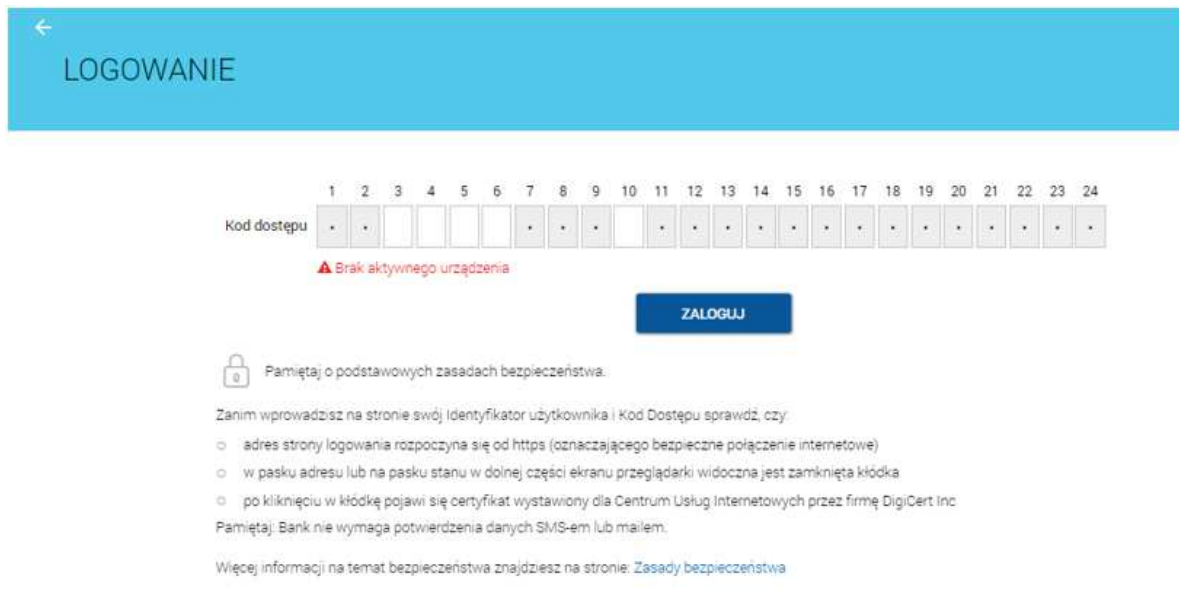 LOGOWANIE
1 2 3 4 5 6 7 8 9 10 11 12 13 14 15 16 17 18 19 20 21 22 23 24
Kod dostępu
Brak aktywnego urządzenia
ZALOGUJ
Pamiętaj o podstawowych zasadach bezpieczeństwa.
Zanim wprowadzisz na stronie swój Identyfikator użytkownika i Kod Dostępu sprawdź, czy:
adres strony logowania rozpoczyna się od https (oznaczającego bezpieczne połączenie internetowe)
w pasku adresu lub na pasku stanu w dolnej części ekranu przeglądarki widoczna jest zamknięta kłódka
po kliknięciu w kłódkę pojawi się certyfikat wystawiony dla Centrum Usług Internetowych przez firmę DigiCert Inc
Pamiętaj: Bank nie wymaga potwierdzenia danych SMS-em lub mailem.
Więcej informacji na temat bezpieczeństwa znajdziesz na stronie: Zasady bezpieczeństwa